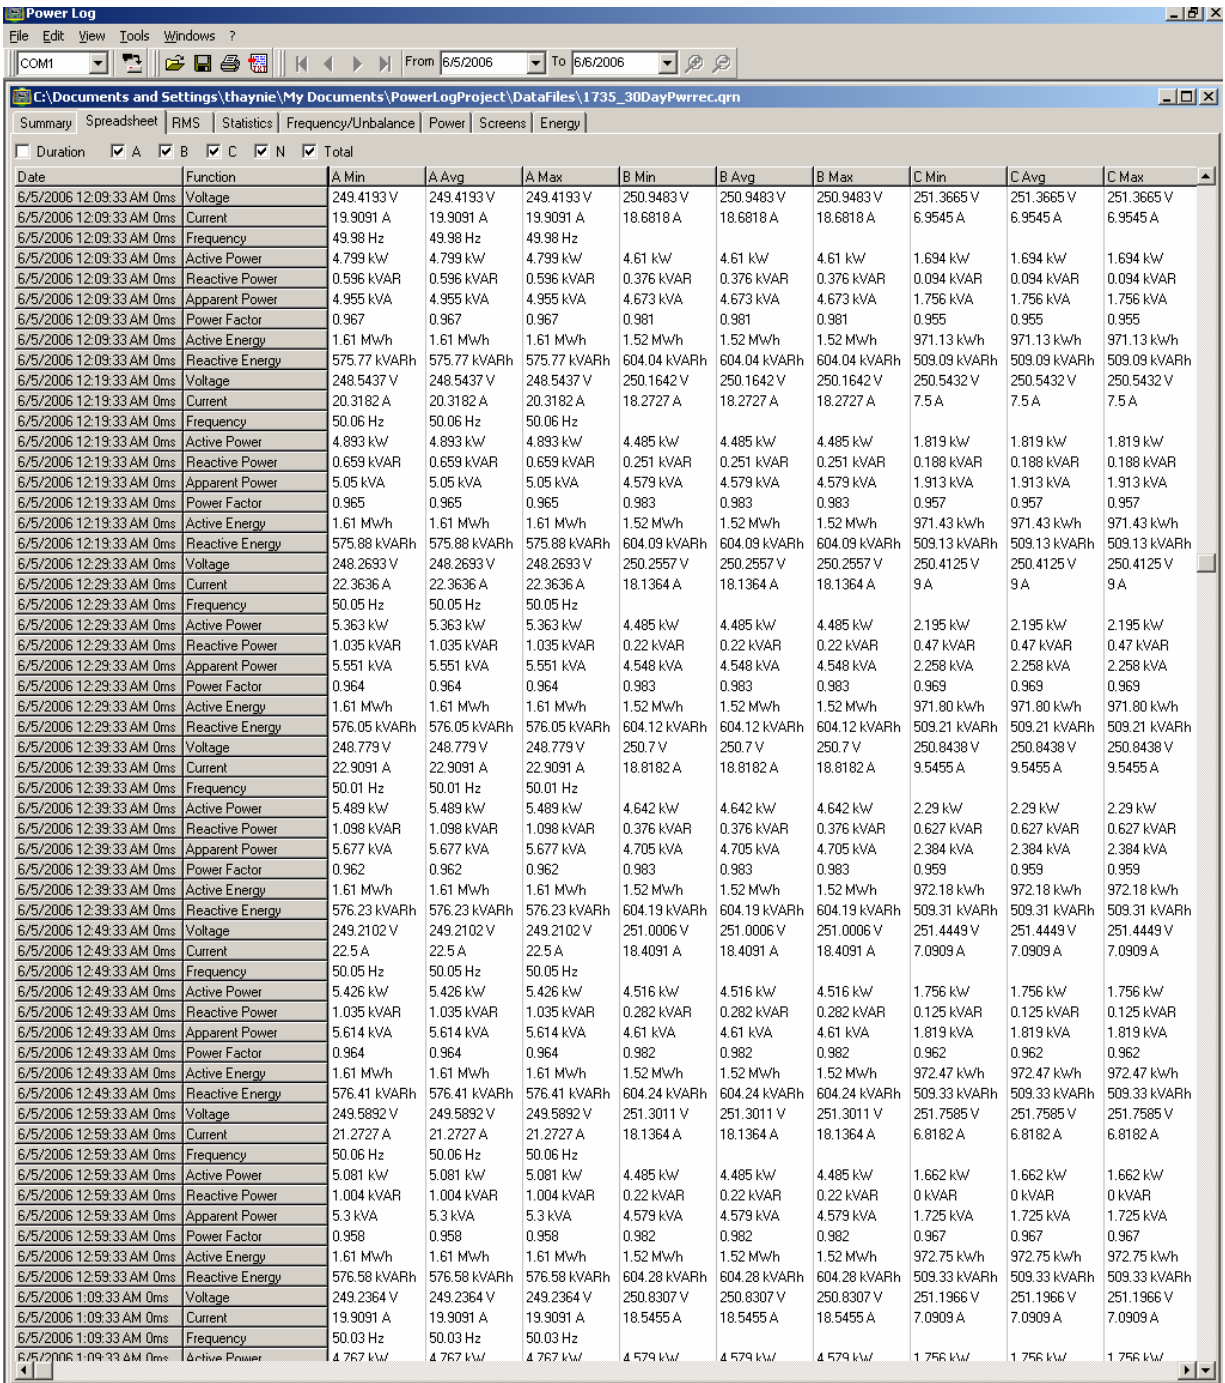 Power Log
File Edit View Tools Windows ?
COM1 From 6/5/2006 To 6/6/2006
C:\Documents and Settings\thaynie\My Documents\PowerLogProject\DataFiles\1735_30DayPwrrec.qrn
Summary Spreadsheet RMS Statistics Frequency/Unbalance Power Screens Energy
Duration A B C N Total
Date Function A Min A Avg A Max B Min B Avg B Max C Min C Avg C Max
6/5/2006 12:09:33 AM 0ms Voltage 249.4193 V 249.4193 V 249.4193 V 250.9483 V 250.9483 V 250.9483 V 251.3665 V 251.3665 V 251.3665 V
6/5/2006 12:09:33 AM 0ms Current 19.9091 A 19.9091 A 19.9091 A 18.6818 A 18.6818 A 18.6818 A 6.9545 A 6.9545 A 6.9545 A
6/5/2006 12:09:33 AM 0ms Frequency 49.98 Hz 49.98 Hz 49.98 Hz
6/5/2006 12:09:33 AM 0ms Active Power 4.799 kW 4.799 kW 4.799 kW 4.61 kW 4.61 kW 4.61 kW 1.694 kW 1.694 kW 1.694 kW
6/5/2006 12:09:33 AM 0ms Reactive Power 0.596 kVAR 0.596 kVAR 0.596 kVAR 0.376 kVAR 0.376 kVAR 0.376 kVAR 0.094 kVAR 0.094 kVAR 0.094 kVAR
6/5/2006 12:09:33 AM 0ms Apparent Power 4.955 kVA 4.955 kVA 4.955 kVA 4.673 kVA 4.673 kVA 4.673 kVA 1.756 kVA 1.756 kVA 1.756 kVA
6/5/2006 12:09:33 AM 0ms Power Factor 0.967 0.967 0.967 0.981 0.981 0.981 0.955 0.955 0.955
6/5/2006 12:09:33 AM 0ms Active Energy 1.61 MWh 1.61 MWh 1.61 MWh 1.52 MWh 1.52 MWh 1.52 MWh 971.13 kWh 971.13 kWh 971.13 kWh
6/5/2006 12:09:33 AM 0ms Reactive Energy 575.77 kVARh 575.77 kVARh 575.77 kVARh 604.04 kVARh 604.04 kVARh 604.04 kVARh 509.09 kVARh 509.09 kVARh 509.09 kVARh
6/5/2006 12:19:33 AM 0ms Voltage 248.5437 V 248.5437 V 248.5437 V 250.1642 V 250.1642 V 250.1642 V 250.5432 V 250.5432 V 250.5432 V
6/5/2006 12:19:33 AM 0ms Current 20.3182 A 20.3182 A 20.3182 A 18.2727 A 18.2727 A 18.2727 A 7.5 A 7.5 A 7.5 A
6/5/2006 12:19:33 AM 0ms Frequency 50.06 Hz 50.06 Hz 50.06 Hz
6/5/2006 12:19:33 AM 0ms Active Power 4.893 kW 4.893 kW 4.893 kW 4.485 kW 4.485 kW 4.485 kW 1.819 kW 1.819 kW 1.819 kW
6/5/2006 12:19:33 AM 0ms Reactive Power 0.659 kVAR 0.659 kVAR 0.659 kVAR 0.251 kVAR 0.251 kVAR 0.251 kVAR 0.188 kVAR 0.188 kVAR 0.188 kVAR
6/5/2006 12:19:33 AM 0ms Apparent Power 5.05 kVA 5.05 kVA 5.05 kVA 4.579 kVA 4.579 kVA 4.579 kVA 1.913 kVA 1.913 kVA 1.913 kVA
6/5/2006 12:19:33 AM 0ms Power Factor 0.965 0.965 0.965 0.983 0.983 0.983 0.957 0.957 0.957
6/5/2006 12:19:33 AM 0ms Active Energy 1.61 MWh 1.61 MWh 1.61 MWh 1.52 MWh 1.52 MWh 1.52 MWh 971.43 kWh 971.43 kWh 971.43 kWh
6/5/2006 12:19:33 AM 0ms Reactive Energy 575.88 kVARh 575.88 kVARh 575.88 kVARh 604.09 kVARh 604.09 kVARh 604.09 kVARh 509.13 kVARh 509.13 kVARh 509.13 kVARh
6/5/2006 12:29:33 AM 0ms Voltage 248.2693 V 248.2693 V 248.2693 V 250.2557 V 250.2557 V 250.2557 V 250.4125 V 250.4125 V 250.4125 V
6/5/2006 12:29:33 AM 0ms Current 22.3636 A 22.3636 A 22.3636 A 18.1364 A 18.1364 A 18.1364 A 9 A 9 A 9 A
6/5/2006 12:29:33 AM 0ms Frequency 50.05 Hz 50.05 Hz 50.05 Hz
6/5/2006 12:29:33 AM 0ms Active Power 5.363 kW 5.363 kW 5.363 kW 4.485 kW 4.485 kW 4.485 kW 2.195 kW 2.195 kW 2.195 kW
6/5/2006 12:29:33 AM 0ms Reactive Power 1.035 kVAR 1.035 kVAR 1.035 kVAR 0.22 kVAR 0.22 kVAR 0.22 kVAR 0.47 kVAR 0.47 kVAR 0.47 kVAR
6/5/2006 12:29:33 AM 0ms Apparent Power 5.551 kVA 5.551 kVA 5.551 kVA 4.548 kVA 4.548 kVA 4.548 kVA 2.258 kVA 2.258 kVA 2.258 kVA
6/5/2006 12:29:33 AM 0ms Power Factor 0.964 0.964 0.964 0.983 0.983 0.983 0.969 0.969 0.969
6/5/2006 12:29:33 AM 0ms Active Energy 1.61 MWh 1.61 MWh 1.61 MWh 1.52 MWh 1.52 MWh 1.52 MWh 971.80 kWh 971.80 kWh 971.80 kWh
6/5/2006 12:29:33 AM 0ms Reactive Energy 576.05 kVARh 576.05 kVARh 576.05 kVARh 604.12 kVARh 604.12 kVARh 604.12 kVARh 509.21 kVARh 509.21 kVARh 509.21 kVARh
6/5/2006 12:39:33 AM 0ms Voltage 248.779 V 248.779 V 248.779 V 250.7 V 250.7 V 250.7 V 250.8438 V 250.8438 V 250.8438 V
6/5/2006 12:39:33 AM 0ms Current 22.9091 A 22.9091 A 22.9091 A 18.8182 A 18.8182 A 18.8182 A 9.5455 A 9.5455 A 9.5455 A
6/5/2006 12:39:33 AM 0ms Frequency 50.01 Hz 50.01 Hz 50.01 Hz
6/5/2006 12:39:33 AM 0ms Active Power 5.489 kW 5.489 kW 5.489 kW 4.642 kW 4.642 kW 4.642 kW 2.29 kW 2.29 kW 2.29 kW
6/5/2006 12:39:33 AM 0ms Reactive Power 1.098 kVAR 1.098 kVAR 1.098 kVAR 0.376 kVAR 0.376 kVAR 0.376 kVAR 0.627 kVAR 0.627 kVAR 0.627 kVAR
6/5/2006 12:39:33 AM 0ms Apparent Power 5.677 kVA 5.677 kVA 5.677 kVA 4.705 kVA 4.705 kVA 4.705 kVA 2.384 kVA 2.384 kVA 2.384 kVA
6/5/2006 12:39:33 AM 0ms Power Factor 0.962 0.962 0.962 0.983 0.983 0.983 0.959 0.959 0.959
6/5/2006 12:39:33 AM 0ms Active Energy 1.61 MWh 1.61 MWh 1.61 MWh 1.52 MWh 1.52 MWh 1.52 MWh 972.18 kWh 972.18 kWh 972.18 kWh
6/5/2006 12:39:33 AM 0ms Reactive Energy 576.23 kVARh 576.23 kVARh 576.23 kVARh 604.19 kVARh 604.19 kVARh 604.19 kVARh 509.31 kVARh 509.31 kVARh 509.31 kVARh
6/5/2006 12:49:33 AM 0ms Voltage 249.2102 V 249.2102 V 249.2102 V 251.0006 V 251.0006 V 251.0006 V 251.4449 V 251.4449 V 251.4449 V
6/5/2006 12:49:33 AM 0ms Current 22.5 A 22.5 A 22.5 A 18.4091 A 18.4091 A 18.4091 A 7.0909 A 7.0909 A 7.0909 A
6/5/2006 12:49:33 AM 0ms Frequency 50.05 Hz 50.05 Hz 50.05 Hz
6/5/2006 12:49:33 AM 0ms Active Power 5.426 kW 5.426 kW 5.426 kW 4.516 kW 4.516 kW 4.516 kW 1.756 kW 1.756 kW 1.756 kW
6/5/2006 12:49:33 AM 0ms Reactive Power 1.035 kVAR 1.035 kVAR 1.035 kVAR 0.282 kVAR 0.282 kVAR 0.282 kVAR 0.125 kVAR 0.125 kVAR 0.125 kVAR
6/5/2006 12:49:33 AM 0ms Apparent Power 5.614 kVA 5.614 kVA 5.614 kVA 4.61 kVA 4.61 kVA 4.61 kVA 1.819 kVA 1.819 kVA 1.819 kVA
6/5/2006 12:49:33 AM 0ms Power Factor 0.964 0.964 0.964 0.982 0.982 0.982 0.962 0.962 0.962
6/5/2006 12:49:33 AM 0ms Active Energy 1.61 MWh 1.61 MWh 1.61 MWh 1.52 MWh 1.52 MWh 1.52 MWh 972.47 kWh 972.47 kWh 972.47 kWh
6/5/2006 12:49:33 AM 0ms Reactive Energy 576.41 kVARh 576.41 kVARh 576.41 kVARh 604.24 kVARh 604.24 kVARh 604.24 kVARh 509.33 kVARh 509.33 kVARh 509.33 kVARh
6/5/2006 12:59:33 AM 0ms Voltage 249.5892 V 249.5892 V 249.5892 V 251.3011 V 251.3011 V 251.3011 V 251.7585 V 251.7585 V 251.7585 V
6/5/2006 12:59:33 AM 0ms Current 21.2727 A 21.2727 A 21.2727 A 18.1364 A 18.1364 A 18.1364 A 6.8182 A 6.8182 A 6.8182 A
6/5/2006 12:59:33 AM 0ms Frequency 50.06 Hz 50.06 Hz 50.06 Hz
6/5/2006 12:59:33 AM 0ms Active Power 5.081 kW 5.081 kW 5.081 kW 4.485 kW 4.485 kW 4.485 kW 1.662 kW 1.662 kW 1.662 kW
6/5/2006 12:59:33 AM 0ms Reactive Power 1.004 kVAR 1.004 kVAR 1.004 kVAR 0.22 kVAR 0.22 kVAR 0.22 kVAR 0 kVAR 0 kVAR 0 kVAR
6/5/2006 12:59:33 AM 0ms Apparent Power 5.3 kVA 5.3 kVA 5.3 kVA 4.579 kVA 4.579 kVA 4.579 kVA 1.725 kVA 1.725 kVA 1.725 kVA
6/5/2006 12:59:33 AM 0ms Power Factor 0.958 0.958 0.958 0.982 0.982 0.982 0.967 0.967 0.967
6/5/2006 12:59:33 AM 0ms Active Energy 1.61 MWh 1.61 MWh 1.61 MWh 1.52 MWh 1.52 MWh 1.52 MWh 972.75 kWh 972.75 kWh 972.75 kWh
6/5/2006 12:59:33 AM 0ms Reactive Energy 576.58 kVARh 576.58 kVARh 576.58 kVARh 604.28 kVARh 604.28 kVARh 604.28 kVARh 509.33 kVARh 509.33 kVARh 509.33 kVARh
6/5/2006 1:09:33 AM 0ms Voltage 249.2364 V 249.2364 V 249.2364 V 250.8307 V 250.8307 V 250.8307 V 251.1966 V 251.1966 V 251.1966 V
6/5/2006 1:09:33 AM 0ms Current 19.9091 A 19.9091 A 19.9091 A 18.5455 A 18.5455 A 18.5455 A 7.0909 A 7.0909 A 7.0909 A
6/5/2006 1:09:33 AM 0ms Frequency 50.03 Hz 50.03 Hz 50.03 Hz
6/5/2006 1:09:33 AM 0ms Active Power 4.767 kW 4.767 kW 4.767 kW 4.579 kW 4.579 kW 4.579 kW 1.756 kW 1.756 kW 1.756 kW